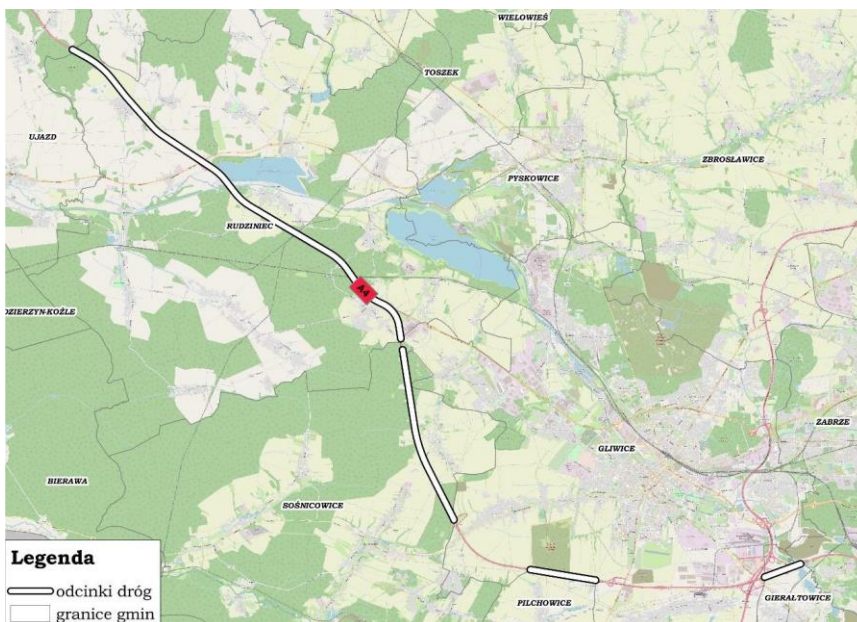 WIELOWIEŚ
TOSZEK
UJAZD
ZBROSŁAWICE
PYSKOWICE
RUDZINIEC
A4
DZIERZYN-KOŹLE
ZABRZE
GLIWICE
BIERAWA
SOŚNICOWICE
Legenda
odcinki dróg
granice gmin
PILCHOWICE
GIERAŁTOWICE